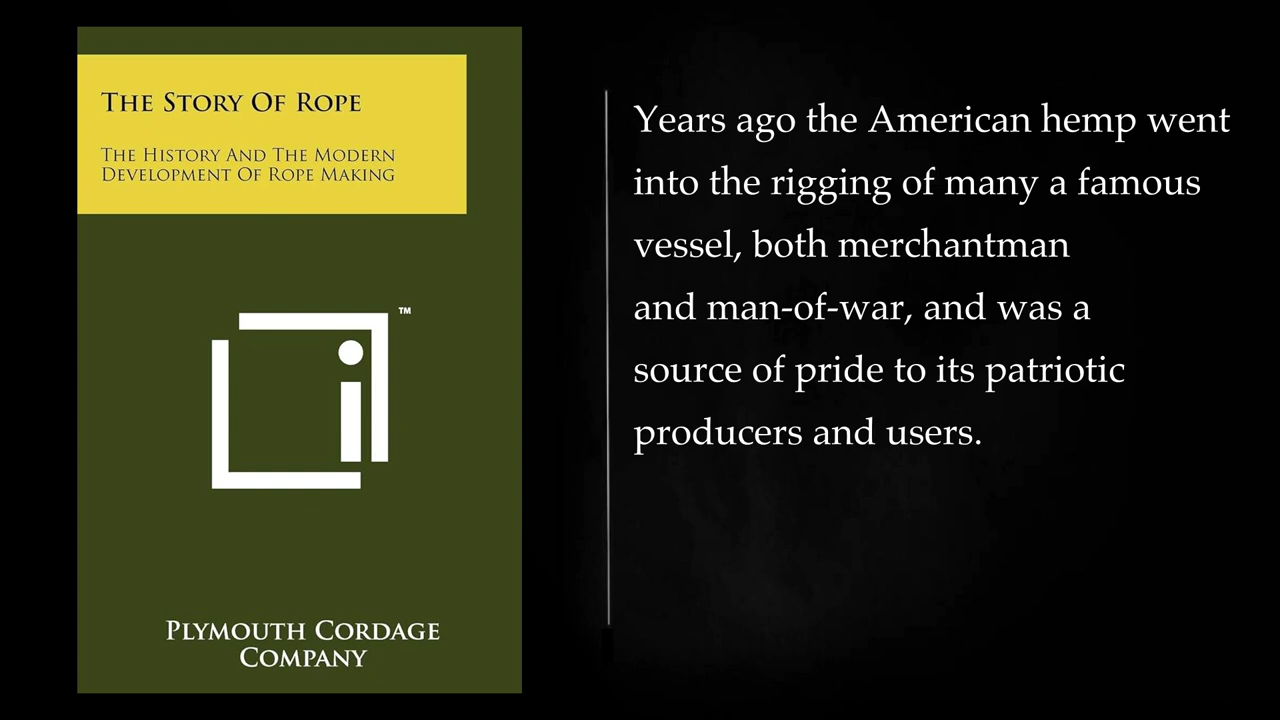 The Story Of Rope
The History And The Modern
Development Of Rope Making
TM
Plymouth Cordage
Company
Years ago the American hemp went
into the rigging of many a famous
vessel, both merchantman
and man-of-war, and was a
source of pride to its patriotic
producers and users.